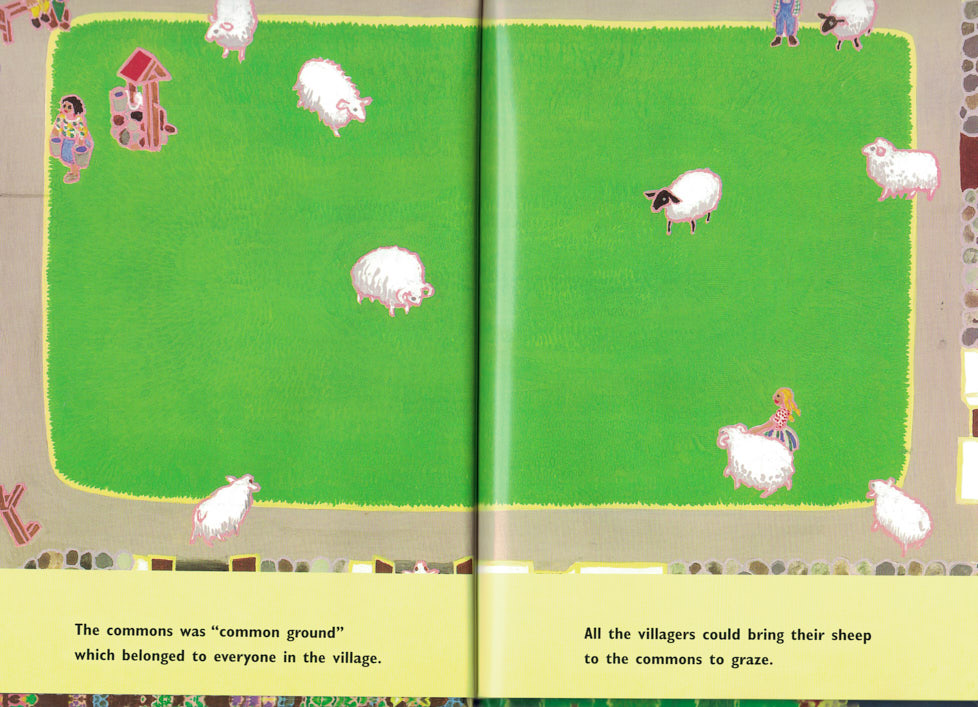 The commons was “common ground”
which belonged to everyone in the village.
All the villagers could bring their sheep
to the commons to graze.